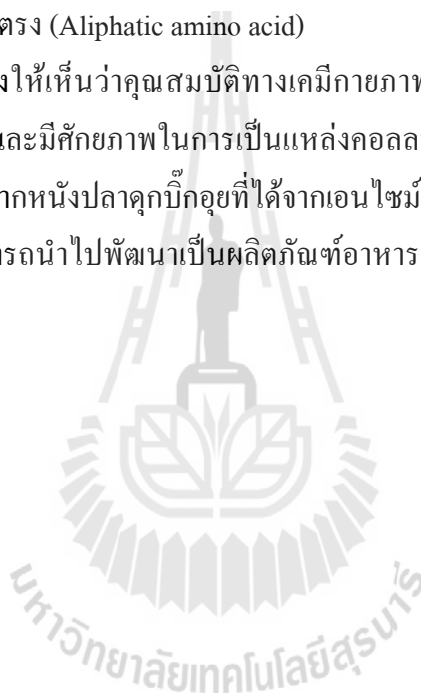 ตรง (Aliphatic amino acid)
งให้เห็นว่าคุณสมบัติทางเคมีกายภาพ
และมีศักยภาพในการเป็นแหล่งคอลลา
ากหนังปลาดุกบิ๊กอุยที่ได้จากเอนไซม์
ารถนำไปพัฒนาเป็นผลิตภัณฑ์อาหาร
มหาวิทยาลัยเทคโนโลยีสุรนารี